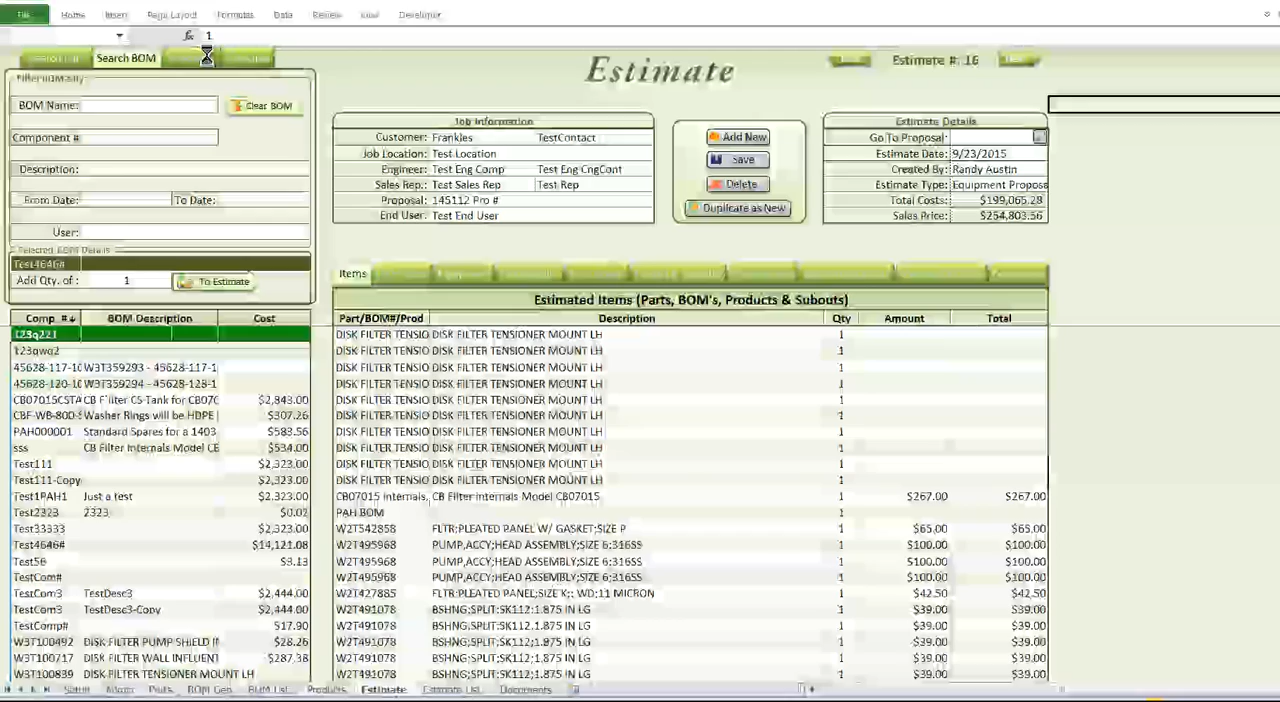 File Home Insert Page Layout Formulas Data Review View Developer
fx 1
Search BOM
Estimate
Estimate #: 16
BOM Name:
Clear BOM
Component #
Description:
From Date: To Date:
User:
Selected BOM Details
Test4646#
Add Qty. of : 1 To Estimate
Job Information
Customer: Frankles TestContact
Job Location: Test Location
Engineer: Test Eng Comp Test Eng CngCont
Sales Rep.: Test Sales Rep Test Rep
Proposal: 145112 Pro #
End User: Test End User
Add New
Save
Delete
Duplicate as New
Estimate Details
Go To Proposal:
Estimate Date: 9/23/2015
Created By: Randy Austin
Estimate Type: Equipment Propose
Total Costs: $199,065.28
Sales Price: $254,803.56
Comp # BOM Description Cost
123q221
123qwq2
45628-117-10 W3T359293 - 45628-117-1
45628-120-10 W3T359294 - 45628-128-1
CB07015CSTA CB Filter CS Tank for CB070 $2,843.00
CBF-WB-800-S Washer Rings will be HDPE $307.26
PAH000001 Standard Spares for a 1403 $583.56
sss CB Filter Internals Model CB $534.00
Test111 $2,323.00
Test111-Copy $2,323.00
Test1PAH1 Just a test $2,323.00
Test2323 2323 $0.02
Test33333 $2,323.00
Test4646# $14,121.08
Test56 $3.13
TestCom#
TestCom3 TestDesc3 $2,444.00
TestCom3 TestDesc3-Copy $2,444.00
TestComp# 517.90
W3T100492 DISK FILTER PUMP SHIELD $28.26
W3T100717 DISK FILTER WALL INFLUENT $287.38
W3T100839 DISK FILTER TENSIONER MOUNT LH
Items
Estimated Items (Parts, BOM's, Products & Subouts)
Part/BOM#/Prod Description Qty Amount Total
DISK FILTER TENSIO DISK FILTER TENSIONER MOUNT LH 1
DISK FILTER TENSIO DISK FILTER TENSIONER MOUNT LH 1
DISK FILTER TENSIO DISK FILTER TENSIONER MOUNT LH 1
DISK FILTER TENSIO DISK FILTER TENSIONER MOUNT LH 1
DISK FILTER TENSIO DISK FILTER TENSIONER MOUNT LH 1
DISK FILTER TENSIO DISK FILTER TENSIONER MOUNT LH 1
DISK FILTER TENSIO DISK FILTER TENSIONER MOUNT LH 1
DISK FILTER TENSIO DISK FILTER TENSIONER MOUNT LH 1
DISK FILTER TENSIO DISK FILTER TENSIONER MOUNT LH 1
DISK FILTER TENSIO DISK FILTER TENSIONER MOUNT LH 1
CB07015 Internals, CB Filter Internals Model CB07015 1 $267.00 $267.00
PAH BOM 1
W2T542858 FLTR;PLEATED PANEL W/ GASKET;SIZE P 1 $65.00 $65.00
W2T495968 PUMP,ACCY;HEAD ASSEMBLY;SIZE 6;316SS 1 $100.00 $100.00
W2T495968 PUMP,ACCY;HEAD ASSEMBLY;SIZE 6;316SS 1 $100.00 $100.00
W2T495968 PUMP,ACCY;HEAD ASSEMBLY;SIZE 6;316SS 1 $100.00 $100.00
W2T427885 FLTR;PLEATED PANEL;SIZE K;; WD;11 MICRON 1 $42.50 $42.50
W2T491078 BSHNG;SPLIT;SK112;1.875 IN LG 1 $39.00 $39.00
W2T491078 BSHNG;SPLIT;SK112;1.875 IN LG 1 $39.00 $39.00
W2T491078 BSHNG;SPLIT;SK112;1.875 IN LG 1 $39.00 $39.00
W2T491078 BSHNG;SPLIT;SK112;1.875 IN LG 1 $39.00 $39.00
W2T491078 BSHNG;SPLIT;SK112;1.875 IN LG 1 $39.00 $39.00
Parts BOM Gen. BOM List Products Estimate Estimate List Documents